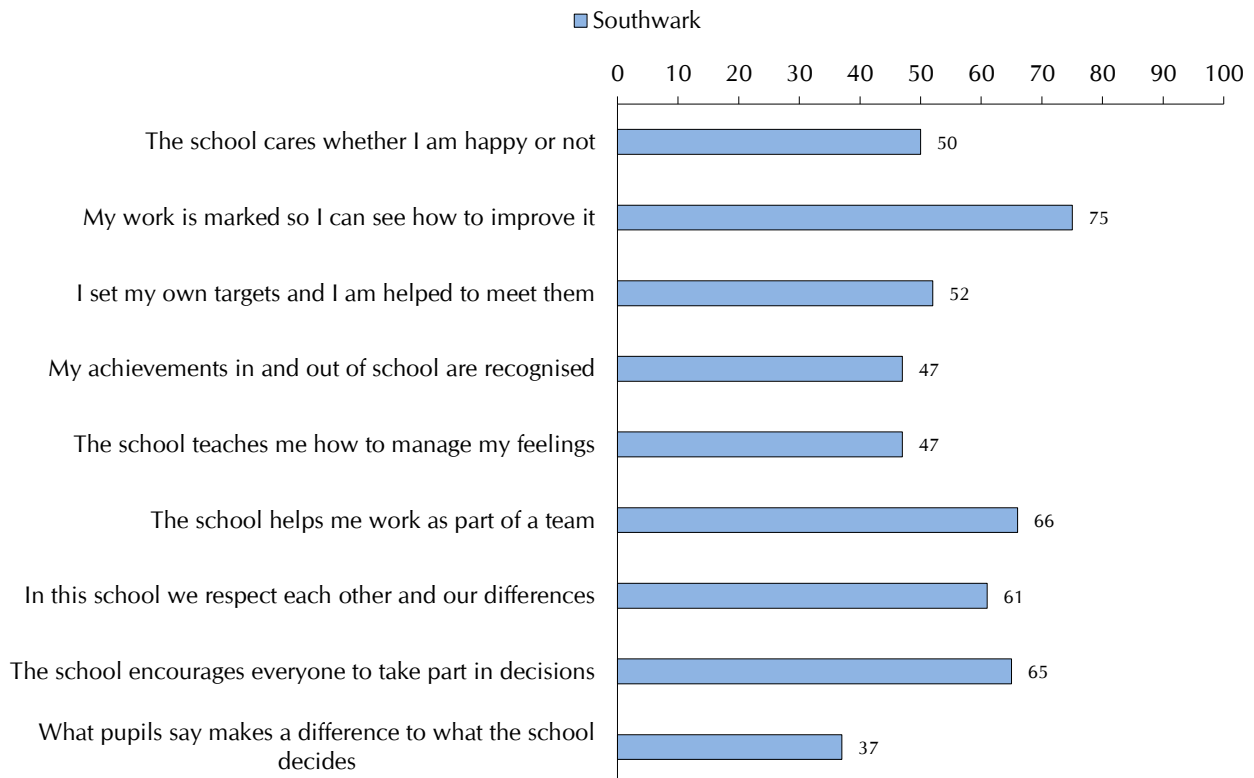 Southwark
0 10 20 30 40 50 60 70 80 90 100
The school cares whether I am happy or not 50
My work is marked so I can see how to improve it 75
I set my own targets and I am helped to meet them 52
My achievements in and out of school are recognised 47
The school teaches me how to manage my feelings 47
The school helps me work as part of a team 66
In this school we respect each other and our differences 61
The school encourages everyone to take part in decisions 65
What pupils say makes a difference to what the school
decides 37